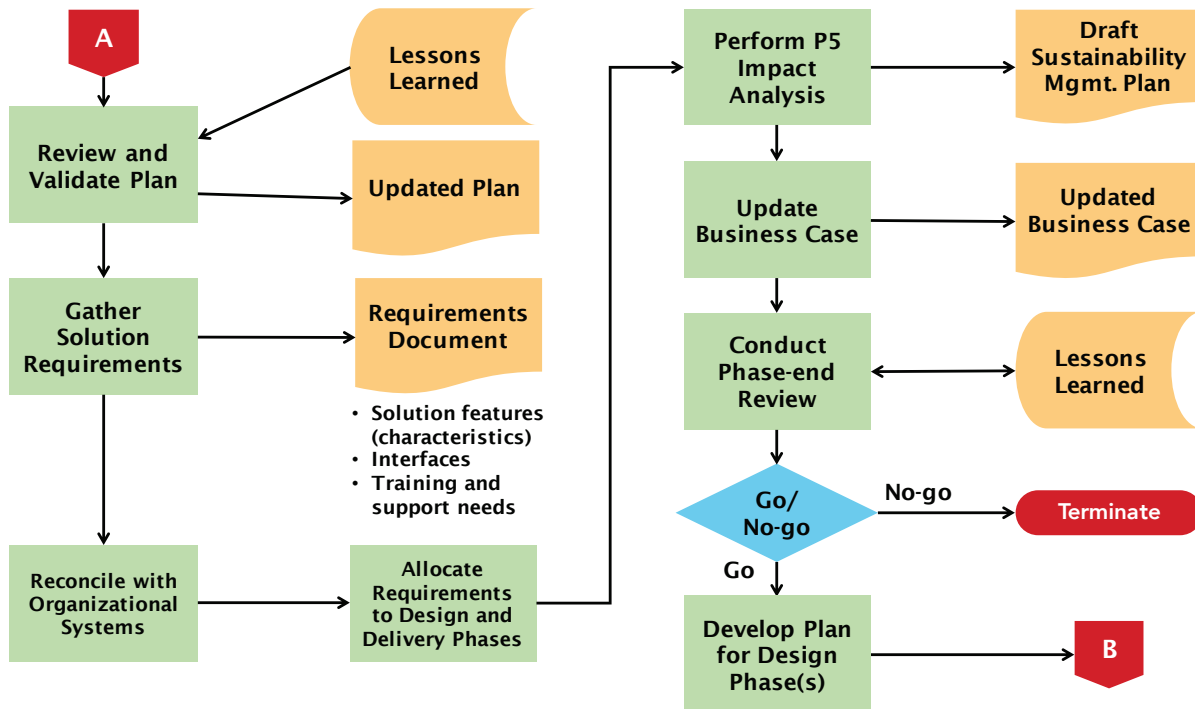 A
Lessons
Learned
Review and
Validate Plan
Updated Plan
Gather
Solution
Requirements
Requirements
Document
• Solution features
(characteristics)
• Interfaces
• Training and
support needs
Reconcile with
Organizational
Systems
Allocate
Requirements
to Design and
Delivery Phases
Perform P5
Impact
Analysis
Draft
Sustainability
Mgmt. Plan
Update
Business Case
Updated
Business Case
Conduct
Phase-end
Review
Lessons
Learned
Go/
No-go
No-go
Terminate
Go
Develop Plan
for Design
Phase(s)
B